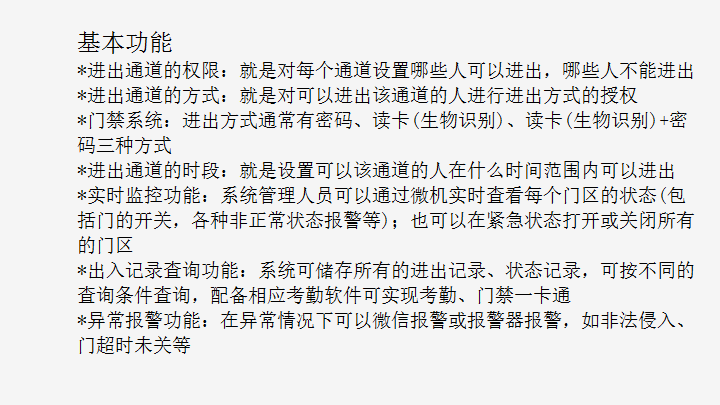 基本功能
*进出通道的权限：就是对每个通道设置哪些人可以进出，哪些人不能进出
*进出通道的方式：就是对可以进出该通道的人进行进出方式的授权
*门禁系统：进出方式通常有密码、读卡(生物识别)、读卡(生物识别)+密
码三种方式
*进出通道的时段：就是设置可以该通道的人在什么时间范围内可以进出
*实时监控功能：系统管理人员可以通过微机实时查看每个门区的状态(包
括门的开关，各种非正常状态报警等)；也可以在紧急状态打开或关闭所有
的门区
*出入记录查询功能：系统可储存所有的进出记录、状态记录，可按不同的
查询条件查询，配备相应考勤软件可实现考勤、门禁一卡通
*异常报警功能：在异常情况下可以微信报警或报警器报警，如非法侵入、
门超时未关等